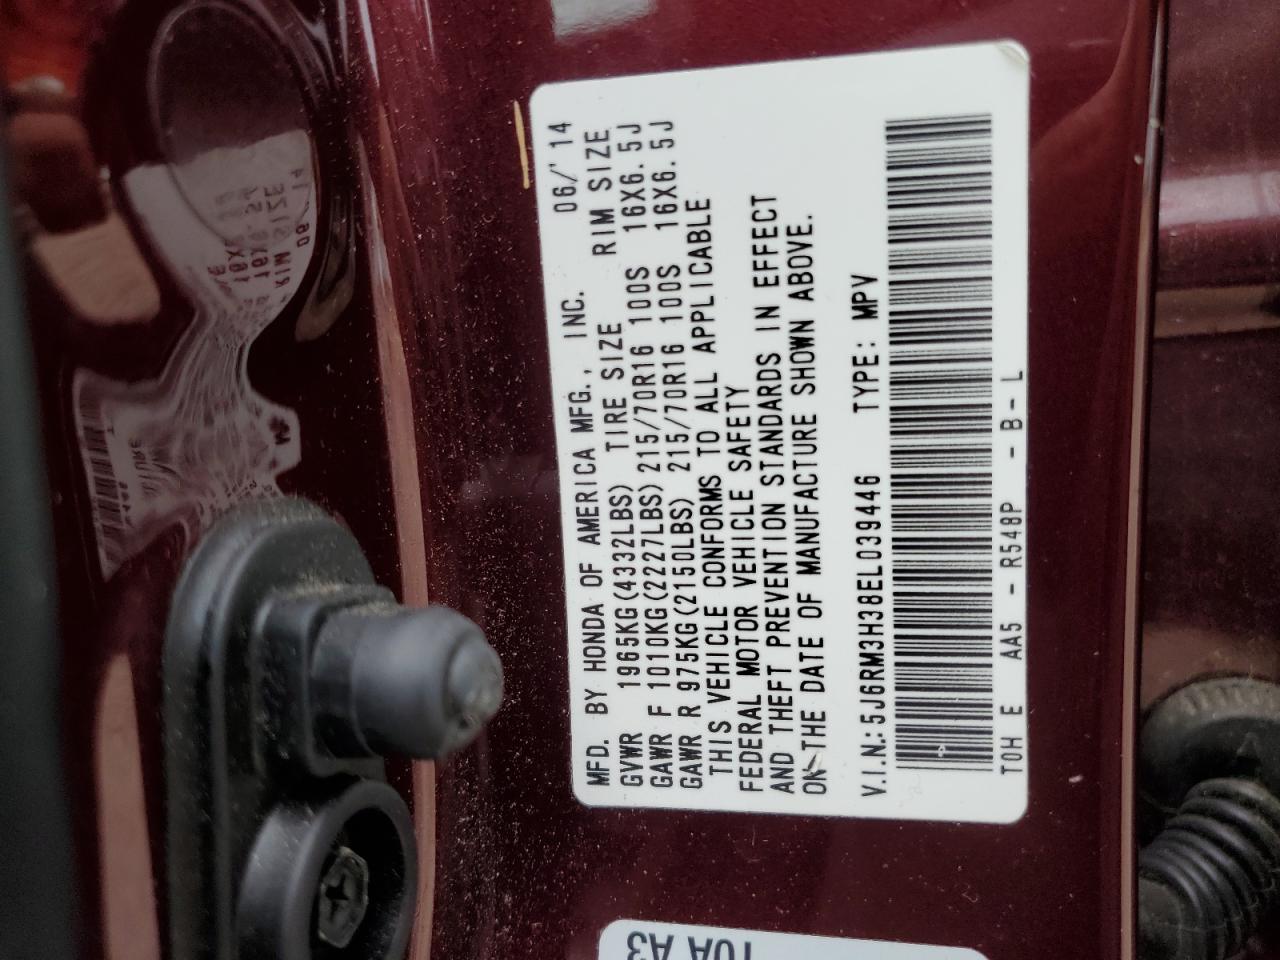 MFD. BY HONDA OF AMERICA MFG., INC. 06/'14
GVWR 1965KG(4332LBS) TIRE SIZE RIM SIZE
GAWR F 1010KG(2227LBS) 215/70R16 100S 16X6.5J
GAWR R 975KG(2150LBS) 215/70R16 100S 16X6.5J
THIS VEHICLE CONFORMS TO ALL APPLICABLE
FEDERAL MOTOR VEHICLE SAFETY
AND THEFT PREVENTION STANDARDS IN EFFECT
ON THE DATE OF MANUFACTURE SHOWN ABOVE.
V.I.N.: 5J6RM3H38EL039446 TYPE: MPV
TOH E AA5 - R548P - B - L
T0A A3